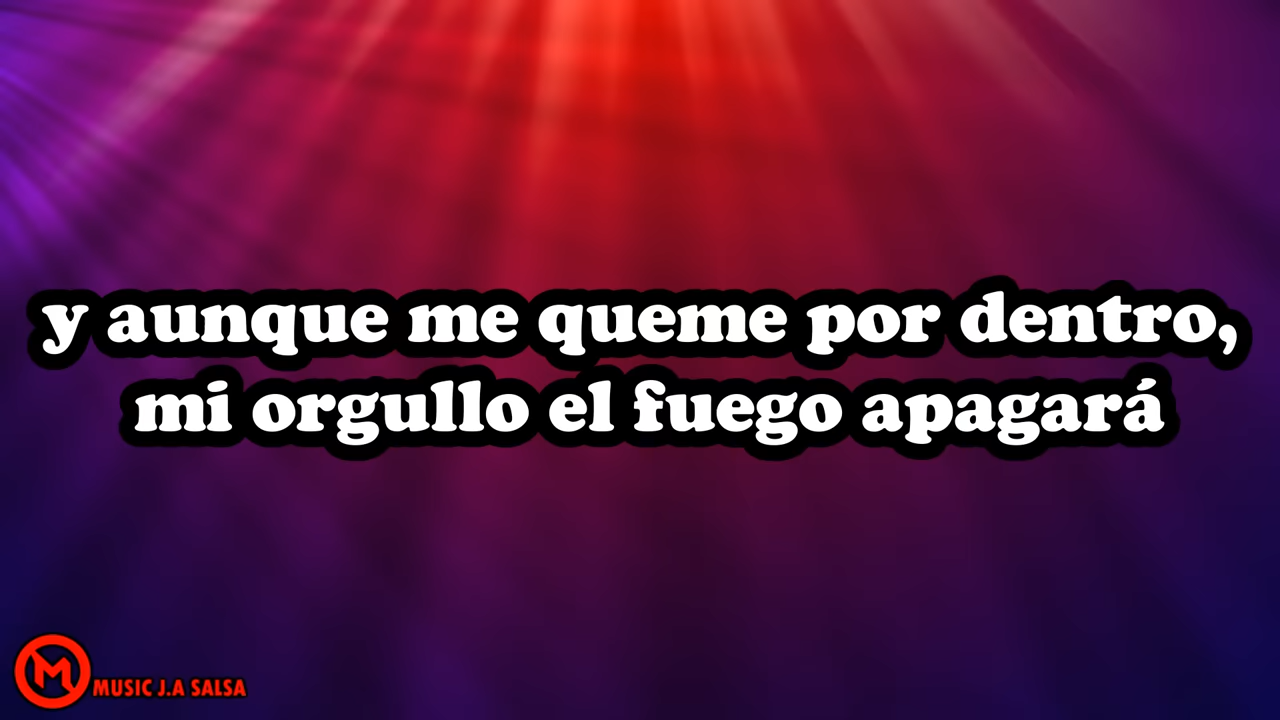 y aunque me queme por dentro,
mi orgullo el fuego apagará
M MUSIC J.A SALSA